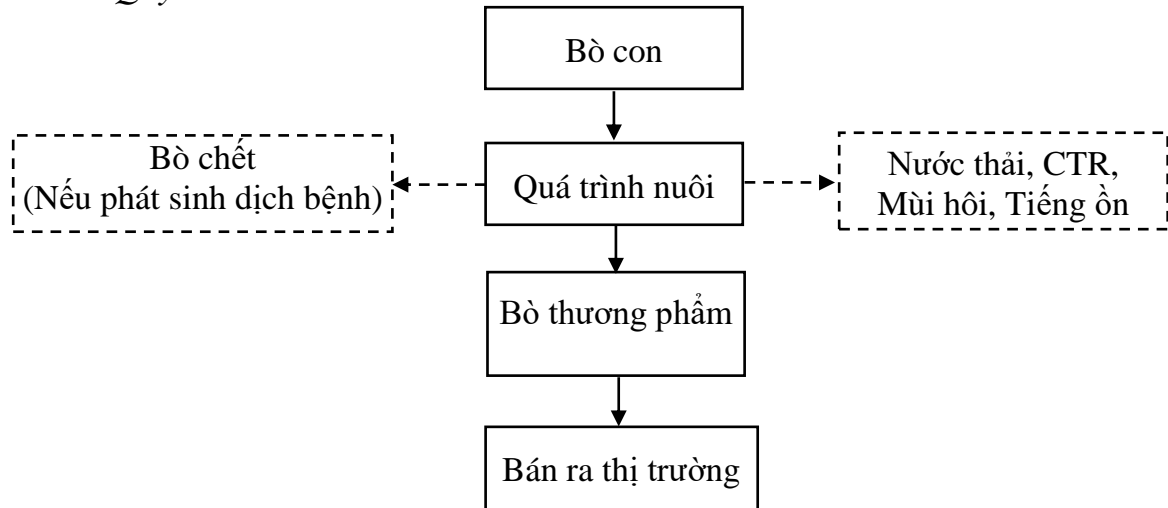 Bò con
Bò chết
(Nếu phát sinh dịch bệnh)
Quá trình nuôi
Nước thải, CTR,
Mùi hôi, Tiếng ồn
Bò thương phẩm
Bán ra thị trường